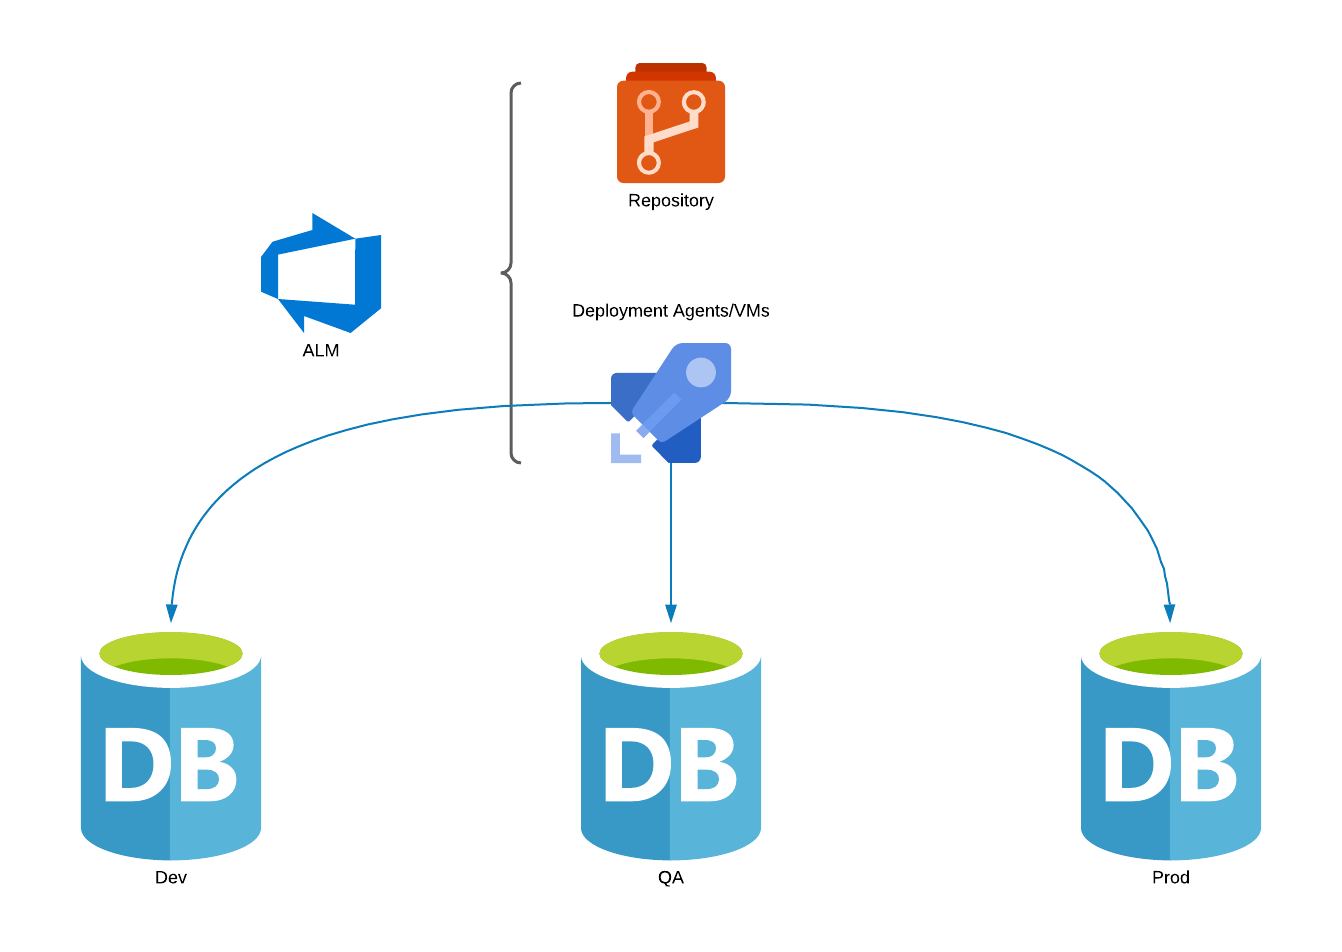 Repository
ALM
Deployment Agents/VMs
DB
DB
DB
Dev
QA
Prod